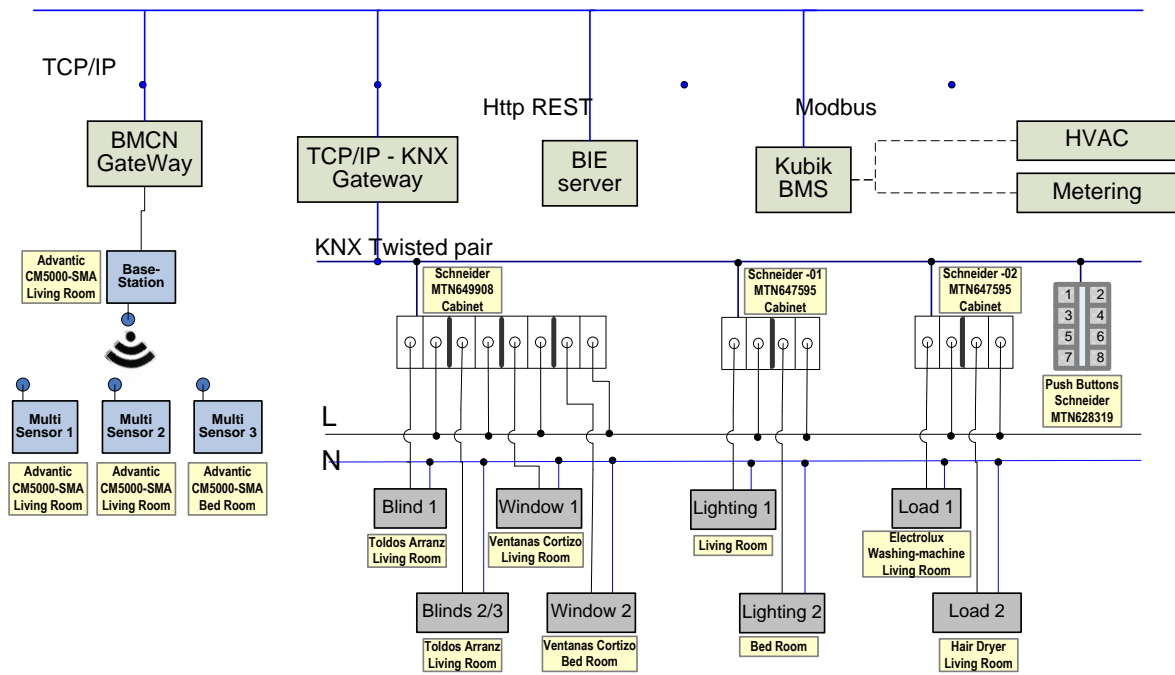 TCP/IP
Http REST
Modbus
BMCN
GateWay
TCP/IP - KNX
Gateway
BIE
server
Kubik
BMS
HVAC
Metering
KNX Twisted pair
Advantic
CM5000-SMA
Living Room
Base-
Station
Schneider
MTN649908
Cabinet
Schneider -01
MTN647595
Cabinet
Schneider -02
MTN647595
Cabinet
1 2
3 4
5 6
7 8
Push Buttons
Schneider
MTN628319
Multi
Sensor 1
Multi
Sensor 2
Multi
Sensor 3
Advantic
CM5000-SMA
Living Room
Advantic
CM5000-SMA
Living Room
Advantic
CM5000-SMA
Bed Room
L
N
Blind 1
Window 1
Lighting 1
Load 1
Toldos Arranz
Living Room
Ventanas Cortizo
Living Room
Living Room
Electrolux
Washing-machine
Living Room
Blinds 2/3
Window 2
Lighting 2
Load 2
Toldos Arranz
Living Room
Ventanas Cortizo
Bed Room
Bed Room
Hair Dryer
Living Room